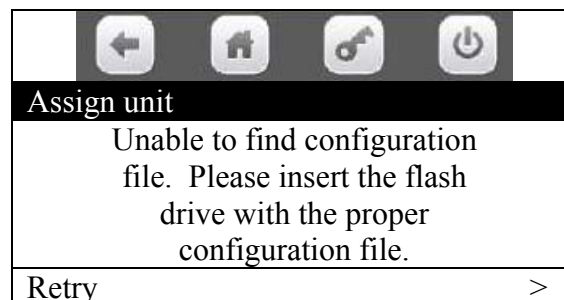 Assign unit
Unable to find configuration
file.  Please insert the flash
drive with the proper
configuration file.
Retry >